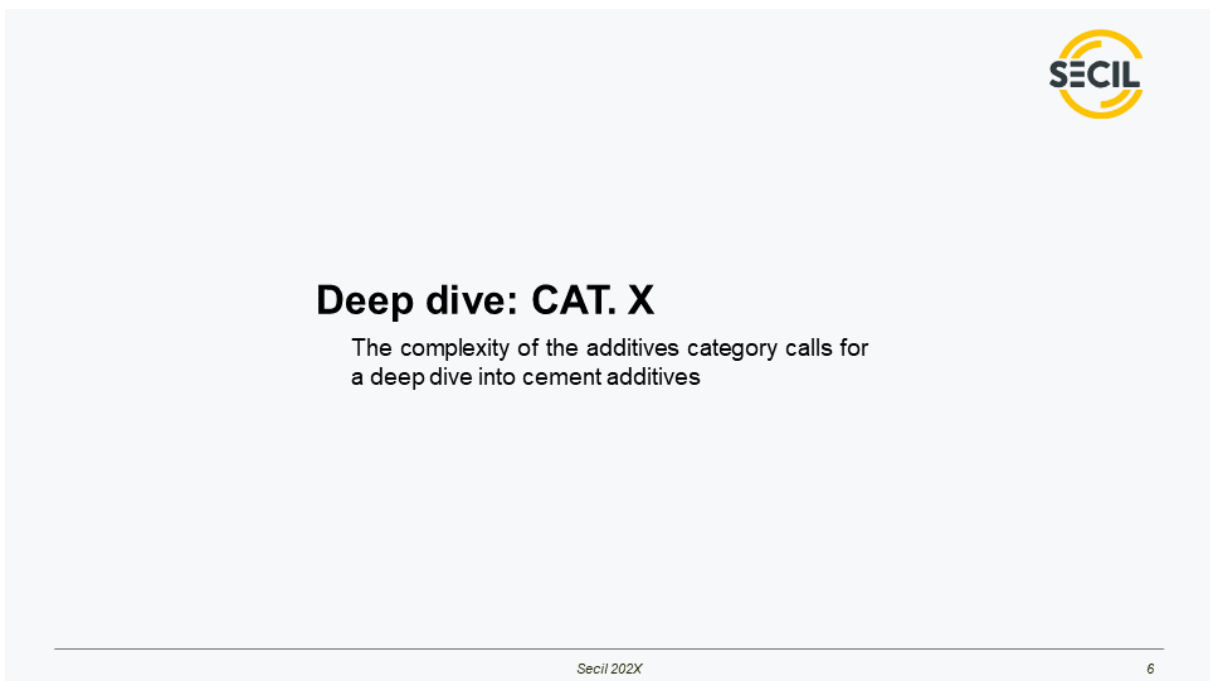 SECIL
Deep dive: CAT. X
The complexity of the additives category calls for
a deep dive into cement additives
Secil 202X
6